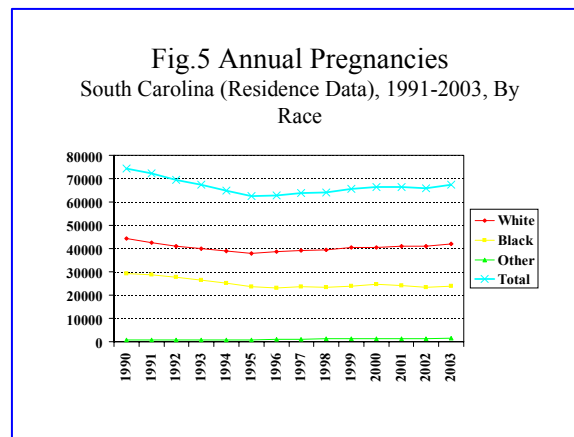 Fig.5 Annual Pregnancies
South Carolina (Residence Data), 1991-2003, By
Race
80000
70000
60000
50000
40000
30000
20000
10000
0
1990 1991 1992 1993 1994 1995 1996 1997 1998 1999 2000 2001 2002 2003
White
Black
Other
Total